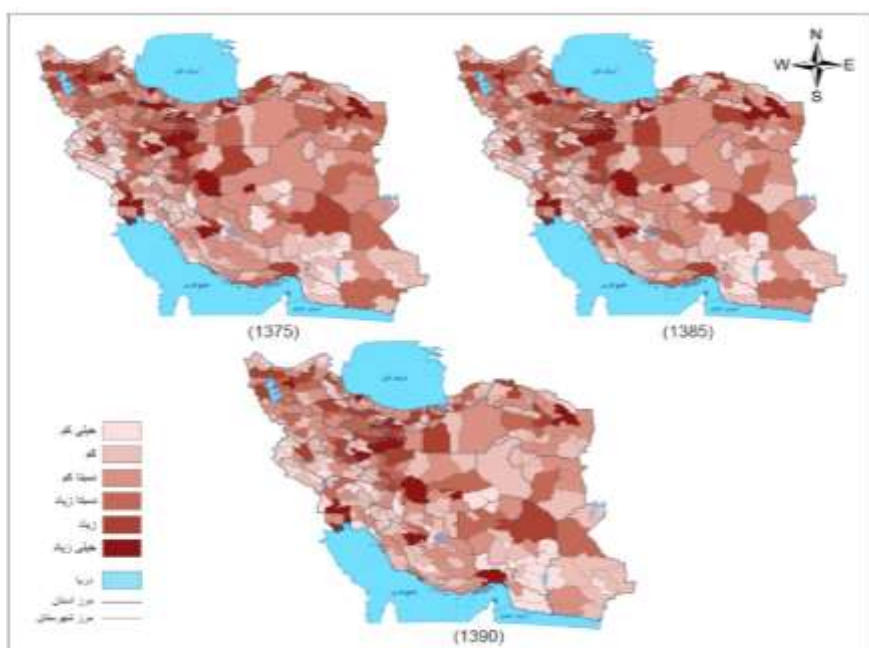 N
W E
S
(1375)
(1385)
(1390)
خیلی کم
کم
نسبتا کم
نسبتا زیاد
زیاد
خیلی زیاد
دریا
مرز استان
مرز شهرستان